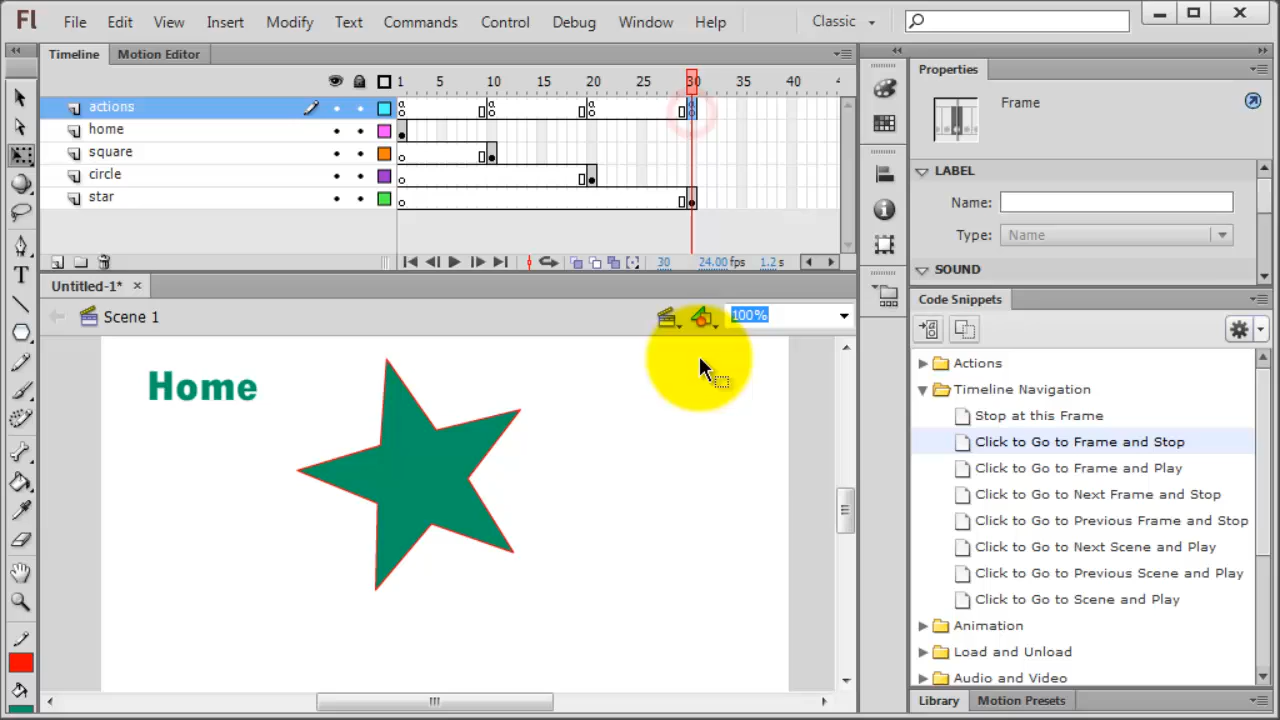 Fl File Edit View Insert Modify Text Commands Control Debug Window Help Classic
Timeline Motion Editor
1 5 10 15 20 25 30 35 40
actions
home
square
circle
star
30 24.00 fps 1.2 s
Untitled-1*
Scene 1 100%
Home
Properties
Frame
LABEL
Name:
Type: Name
SOUND
Code Snippets
Actions
Timeline Navigation
Stop at this Frame
Click to Go to Frame and Stop
Click to Go to Frame and Play
Click to Go to Next Frame and Stop
Click to Go to Previous Frame and Stop
Click to Go to Next Scene and Play
Click to Go to Previous Scene and Play
Click to Go to Scene and Play
Animation
Load and Unload
Audio and Video
Library Motion Presets